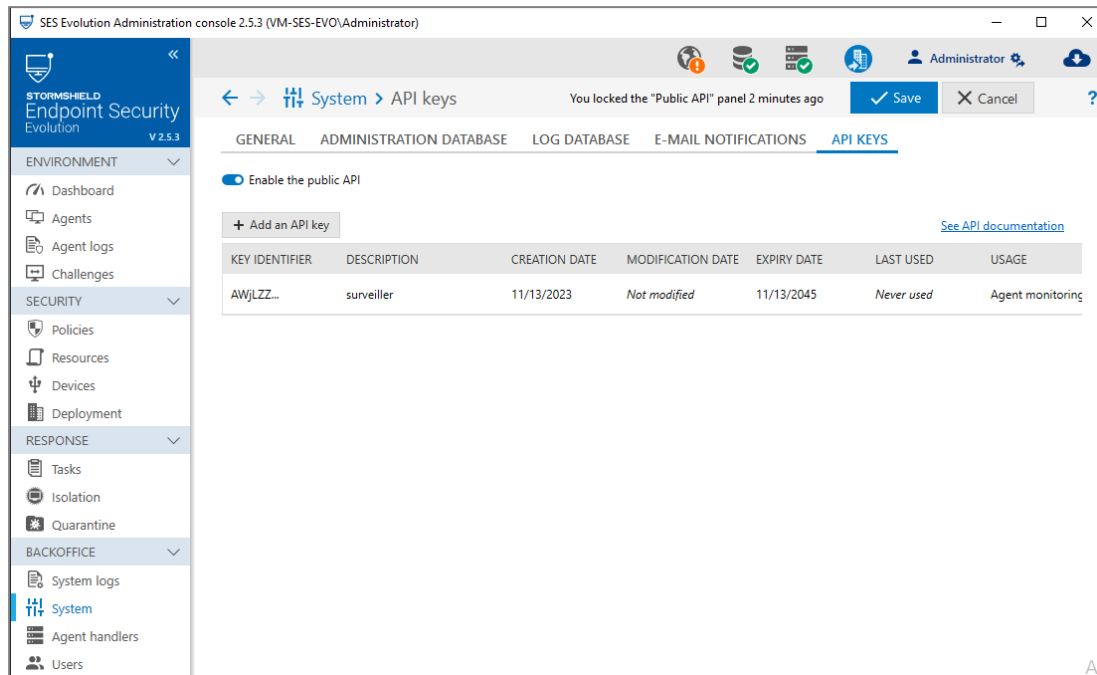 SES Evolution Administration console 2.5.3 (VM-SES-EVO\Administrator)
Administrator
STORMSHIELD
Endpoint Security
Evolution
V 2.5.3
System > API keys
You locked the "Public API" panel 2 minutes ago
Save
Cancel
?
GENERAL ADMINISTRATION DATABASE LOG DATABASE E-MAIL NOTIFICATIONS API KEYS
Enable the public API
+ Add an API key
See API documentation
KEY IDENTIFIER DESCRIPTION CREATION DATE MODIFICATION DATE EXPIRY DATE LAST USED USAGE
AWjLZZ... surveiller 11/13/2023 Not modified 11/13/2045 Never used Agent monitoring
ENVIRONMENT
Dashboard
Agents
Agent logs
Challenges
SECURITY
Policies
Resources
Devices
Deployment
RESPONSE
Tasks
Isolation
Quarantine
BACKOFFICE
System logs
System
Agent handlers
Users
A